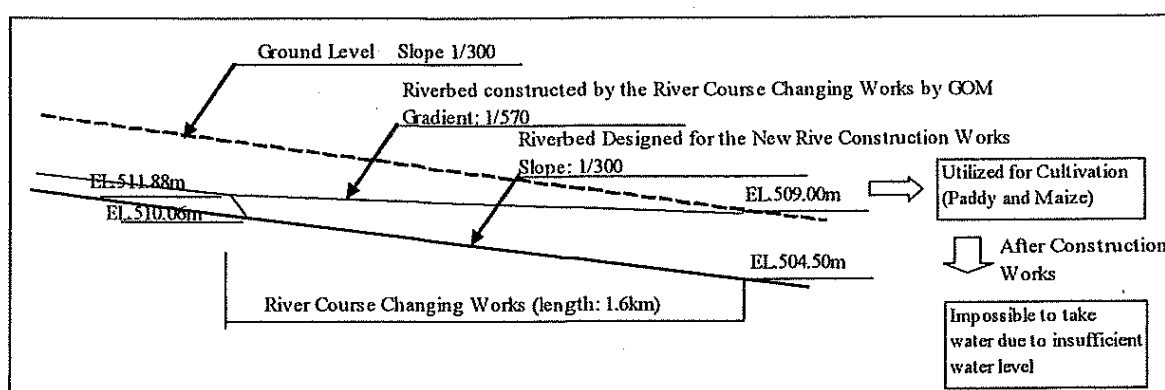 Ground Level Slope 1/300
Riverbed constructed by the River Course Changing Works by GOM
Gradient: 1/570
Riverbed Designed for the New Rive Construction Works
Slope: 1/300
EL.511.88m
EL.510.06m
EL.509.00m
EL.504.50m
River Course Changing Works (length: 1.6km)
Utilized for Cultivation
(Paddy and Maize)
After Construction
Works
Impossible to take
water due to insufficient
water level